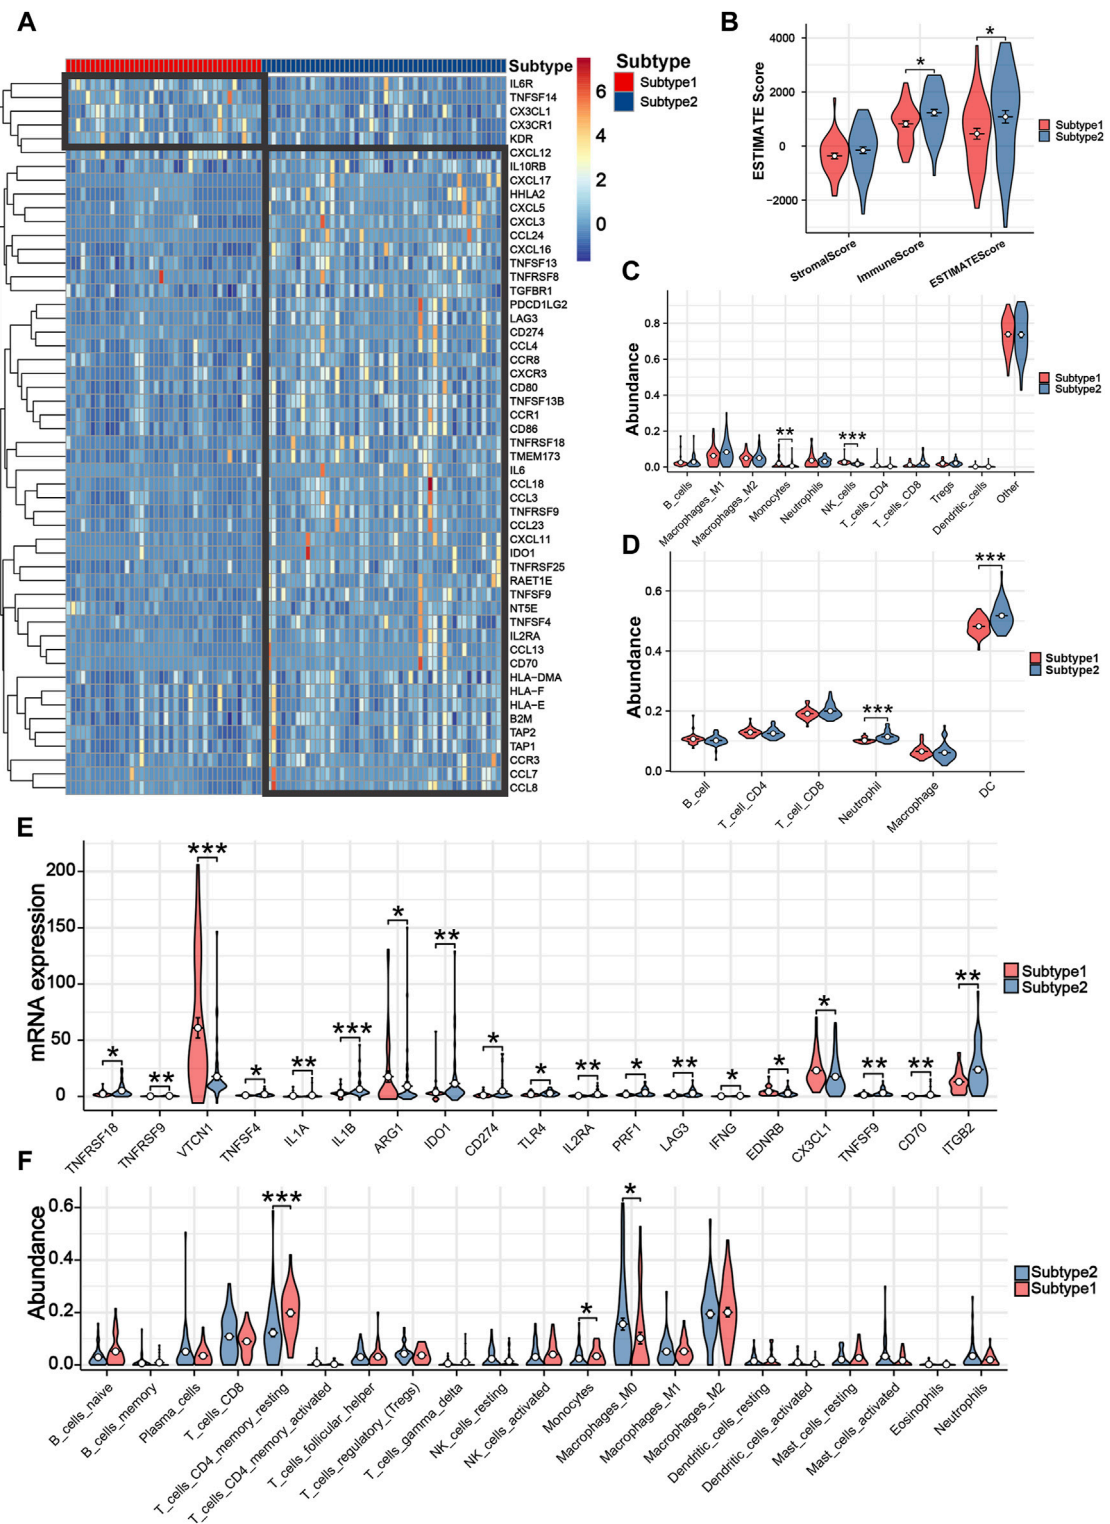 A
Subtype
IL6R
TNFSF14
CX3CL1
CX3CR1
KDR
CXCL12
IL10RB
CXCL17
HHLA2
CXCL5
CXCL3
CCL24
CXCL16
TNFSF13
TNFRSF8
TGFBR1
PDCD1LG2
LAG3
CD274
CCL4
CCR8
CXCR3
CD80
TNFSF13B
CCR1
CD86
TNFRSF18
TMEM173
IL6
CCL18
CCL3
TNFRSF9
CCL23
CXCL11
IDO1
TNFRSF25
RAET1E
TNFSF9
NT5E
TNFSF4
IL2RA
CCL13
CD70
HLA−DMA
HLA−F
HLA−E
B2M
TAP2
TAP1
CCR3
CCL7
CCL8
6
4
2
0
Subtype
Subtype1
Subtype2
B
ESTIMATE Score
4000
2000
0
−2000
*
*
StromalScore
ImmuneScore
ESTIMATEScore
Subtype1
Subtype2
C
Abundance
0.8
0.6
0.4
0.2
0.0
**
***
B_cells
Macrophages_M1
Macrophages_M2
Monocytes
Neutrophils
NK_cells
T_cells_CD4
T_cells_CD8
Tregs
Dendritic_cells
Other
Subtype1
Subtype2
D
Abundance
0.6
0.4
0.2
0.0
***
***
B_cell
T_cell_CD4
T_cell_CD8
Neutrophil
Macrophage
DC
Subtype1
Subtype2
E
mRNA expression
200
150
100
50
0
*
**
***
*
**
***
*
**
*
*
**
*
**
*
*
*
**
**
**
TNFRSF18
TNFRSF9
VTCN1
TNFSF4
IL1A
IL1B
ARG1
IDO1
CD274
TLR4
IL2RA
PRF1
LAG3
IFNG
EDNRB
CX3CL1
TNFSF9
CD70
ITGB2
Subtype1
Subtype2
F
Abundance
0.6
0.4
0.2
0.0
***
*
*
B_cells_naive
B_cells_memory
Plasma_cells
T_cells_CD8
T_cells_CD4_memory_resting
T_cells_CD4_memory_activated
T_cells_follicular_helper
T_cells_regulatory_(Tregs)
T_cells_gamma_delta
NK_cells_resting
NK_cells_activated
Monocytes
Macrophages_M0
Macrophages_M1
Macrophages_M2
Dendritic_cells_resting
Dendritic_cells_activated
Mast_cells_resting
Mast_cells_activated
Eosinophils
Neutrophils
Subtype2
Subtype1